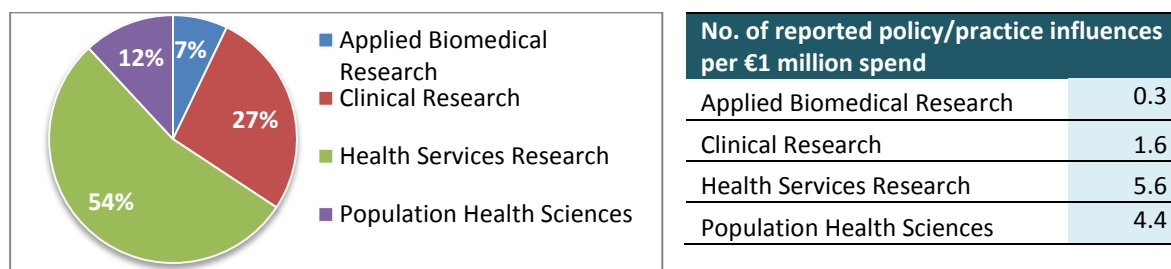 7%
12%
27%
54%
Applied Biomedical
Research
Clinical Research
Health Services Research
Population Health Sciences
No. of reported policy/practice influences
per €1 million spend
Applied Biomedical Research 0.3
Clinical Research 1.6
Health Services Research 5.6
Population Health Sciences 4.4